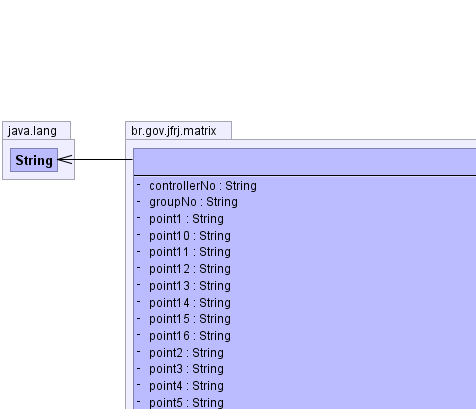 java.lang
br.gov.jfrj.matrix
String
- controllerNo : String
- groupNo : String
- point1 : String
- point10 : String
- point11 : String
- point12 : String
- point13 : String
- point14 : String
- point15 : String
- point16 : String
- point2 : String
- point3 : String
- point4 : String
- point5 : String